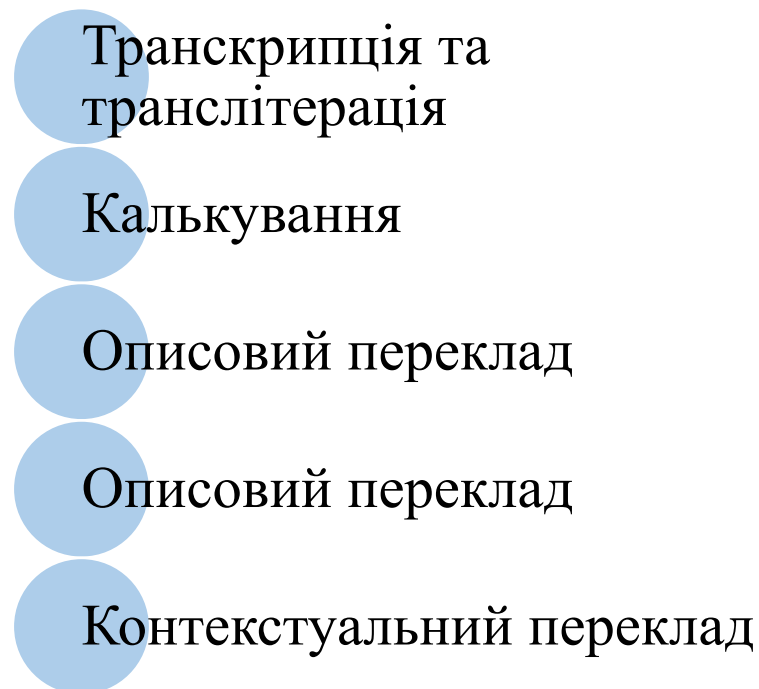 Транскрипція та
транслітерація
Калькування
Описовий переклад
Описовий переклад
Контекстуальний переклад